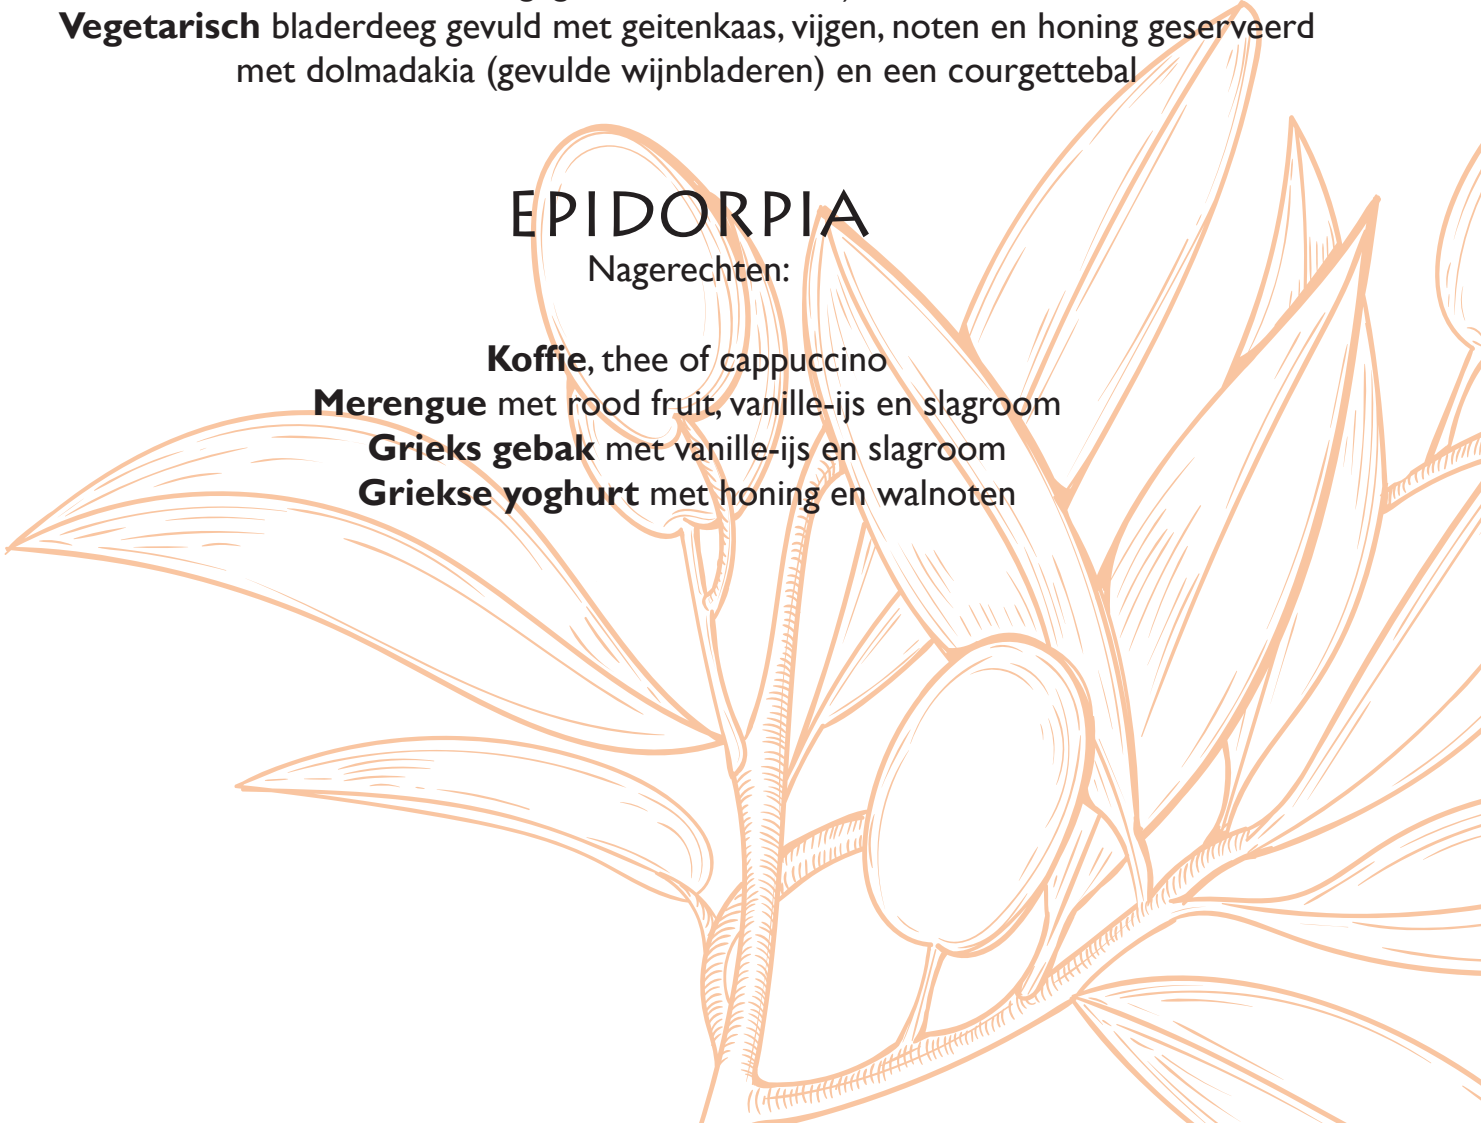 Vegetarisch bladerdeeg gevuld met geitenkaas, vijgen, noten en honing geserveerd
met dolmadakia (gevulde wijnbladeren) en een courgettebal
EPIDORPIA
Nagerechten:
Koffie, thee of cappuccino
Merengue met rood fruit, vanille-ijs en slagroom
Grieks gebak met vanille-ijs en slagroom
Griekse yoghurt met honing en walnoten